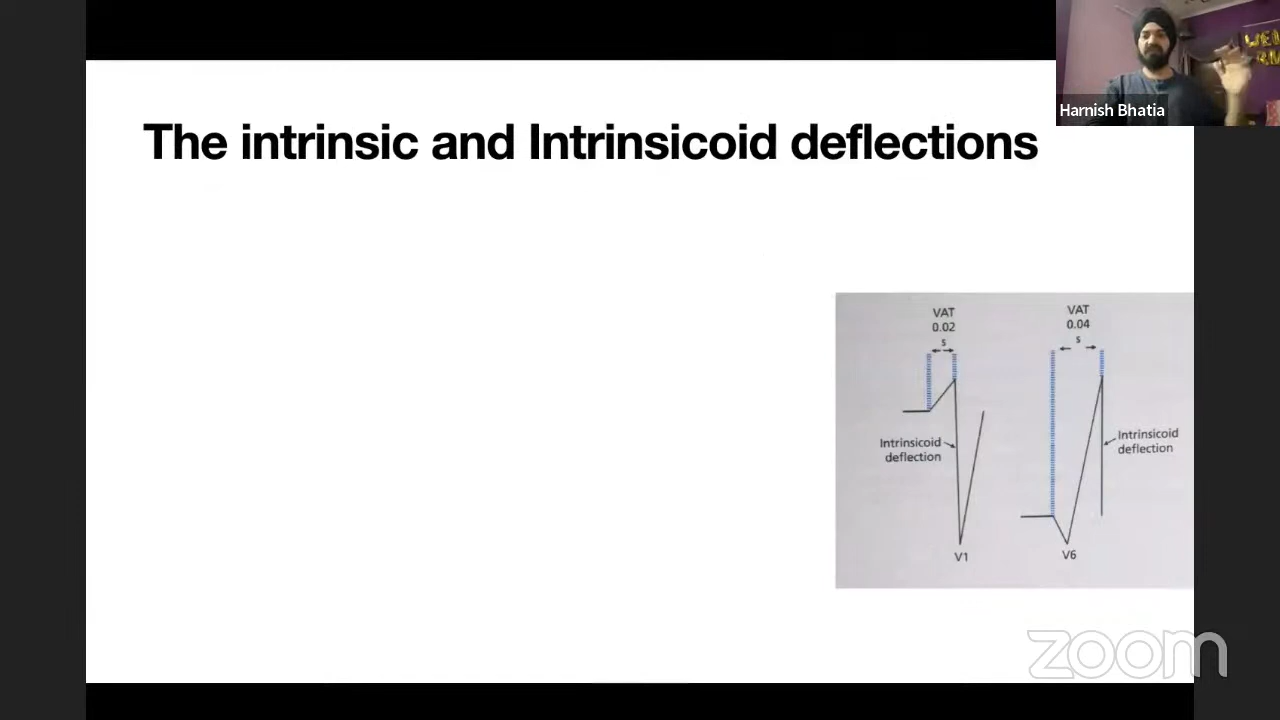 Harnish Bhatia
The intrinsic and Intrinsicoid deflections
VAT
0.02
s
VAT
0.04
s
Intrinsicoid
deflection
Intrinsicoid
deflection
V1
V6
zoom